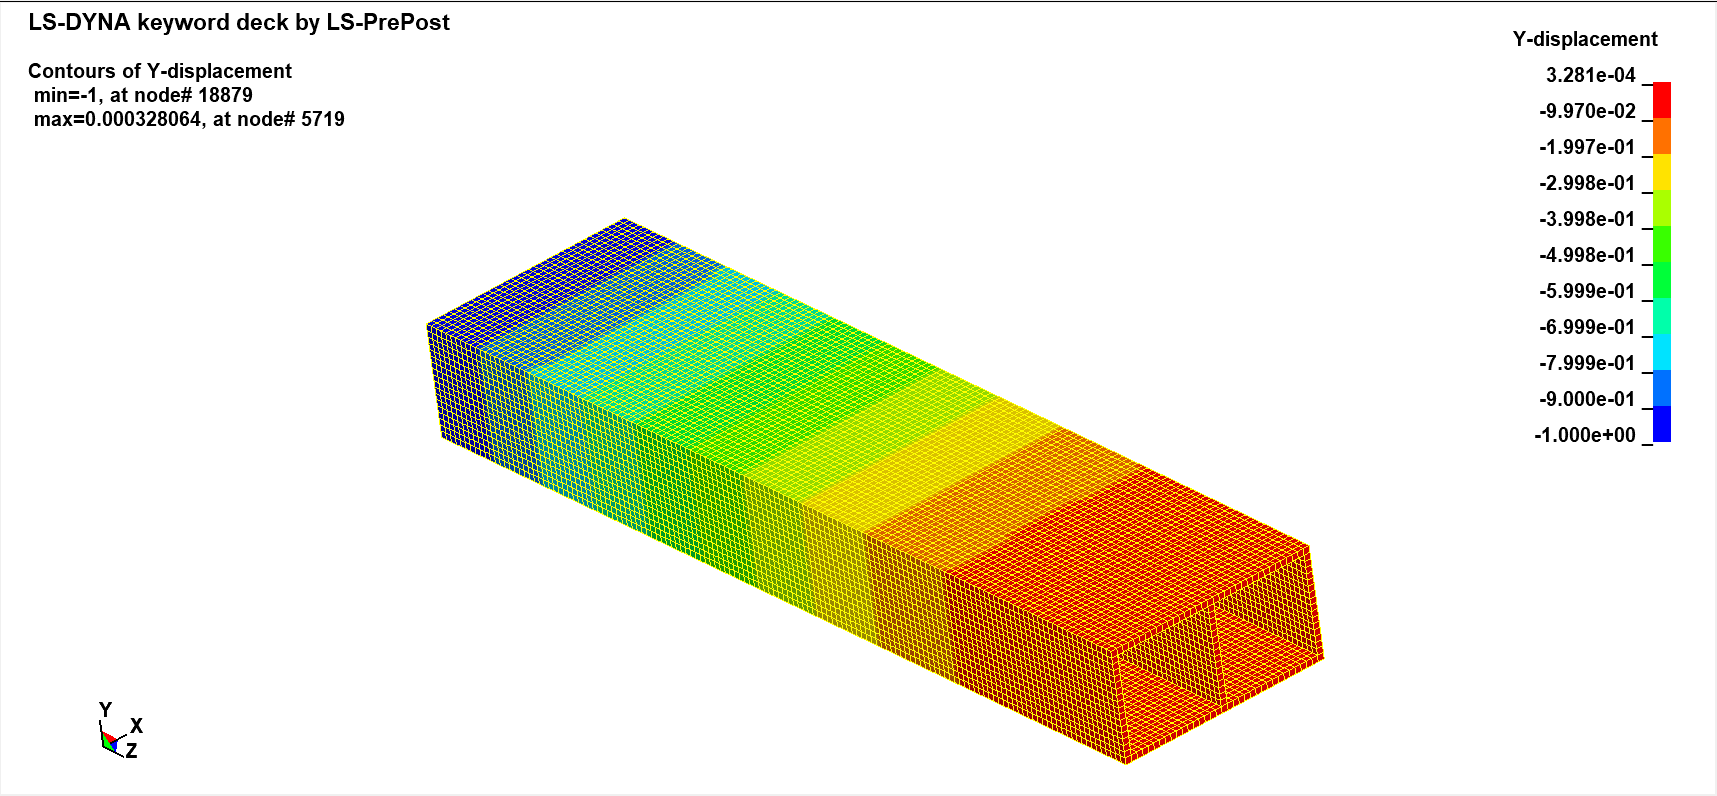 LS-DYNA keyword deck by LS-PrePost
Contours of Y-displacement
min=-1, at node# 18879
max=0.000328064, at node# 5719
Y-displacement
3.281e-04
-9.970e-02
-1.997e-01
-2.998e-01
-3.998e-01
-4.998e-01
-5.999e-01
-6.999e-01
-7.999e-01
-9.000e-01
-1.000e+00
Y
X
Z